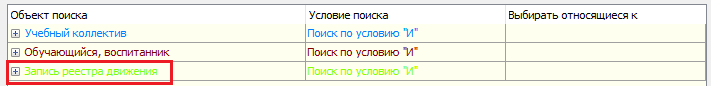 Объект поиска Условие поиска Выбирать относящиеся к
Учебный коллектив Поиск по условию "И"
Обучающийся, воспитанник Поиск по условию "И"
Запись реестра движения Поиск по условию "И"